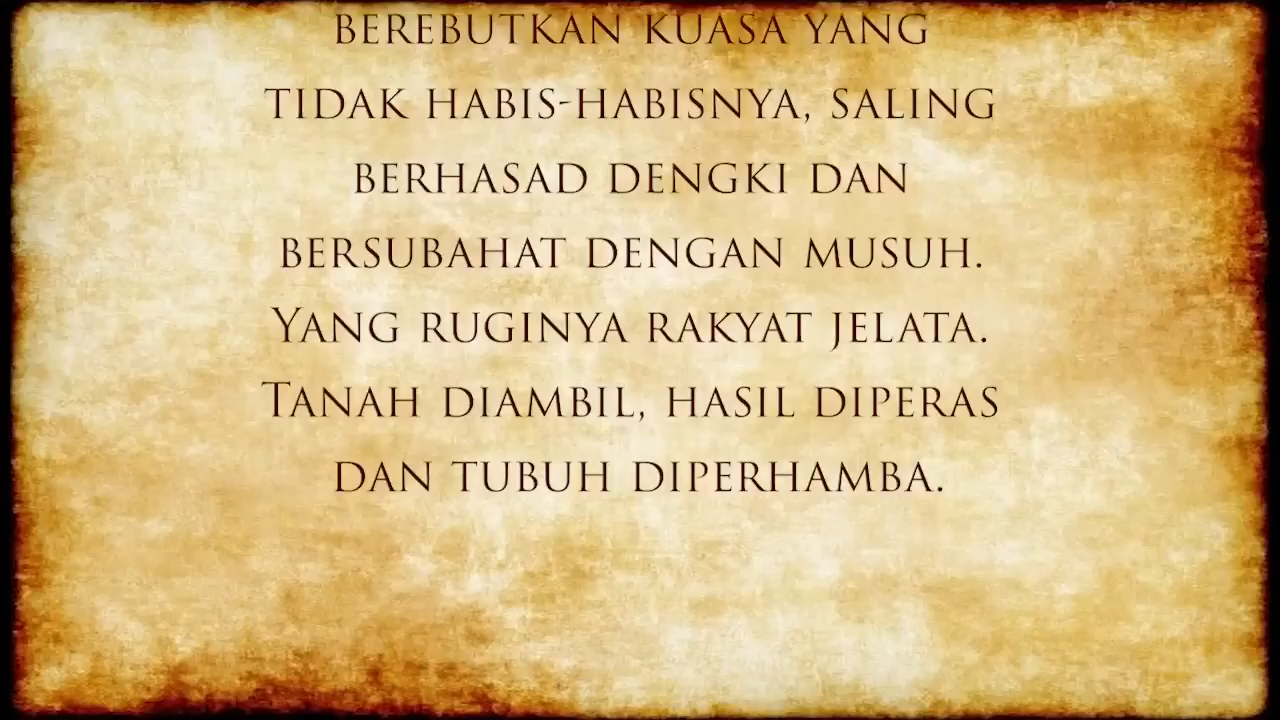 BEREBUTKAN KUASA YANG
TIDAK HABIS-HABISNYA, SALING
BERHASAD DENGKI DAN
BERSUBAHAT DENGAN MUSUH.
YANG RUGINYA RAKYAT JELATA.
TANAH DIAMBIL, HASIL DIPERAS
DAN TUBUH DIPERHAMBA.